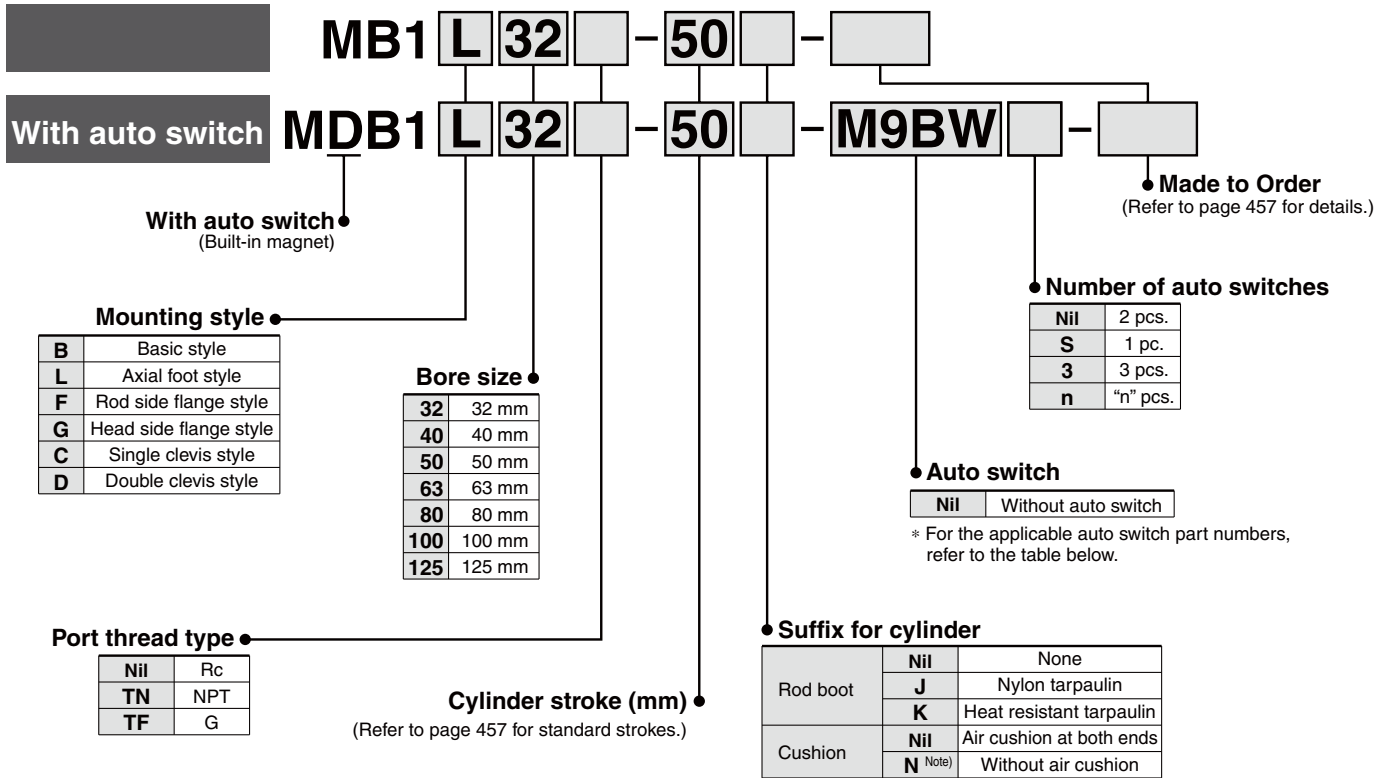 MB1 L 32 - 50 -
With auto switch MDB1 L 32 - 50 - M9BW -
Made to Order
(Refer to page 457 for details.)
With auto switch
(Built-in magnet)
Number of auto switches
Nil 2 pcs.
S 1 pc.
3 3 pcs.
n “n” pcs.
Mounting style
B Basic style
L Axial foot style
F Rod side flange style
G Head side flange style
C Single clevis style
D Double clevis style
Bore size
32 32 mm
40 40 mm
50 50 mm
63 63 mm
80 80 mm
100 100 mm
125 125 mm
Auto switch
Nil Without auto switch
* For the applicable auto switch part numbers,
refer to the table below.
Port thread type
Nil Rc
TN NPT
TF G
Cylinder stroke (mm)
(Refer to page 457 for standard strokes.)
Suffix for cylinder
Rod boot
Nil None
J Nylon tarpaulin
K Heat resistant tarpaulin
Cushion
Nil Air cushion at both ends
N Note) Without air cushion